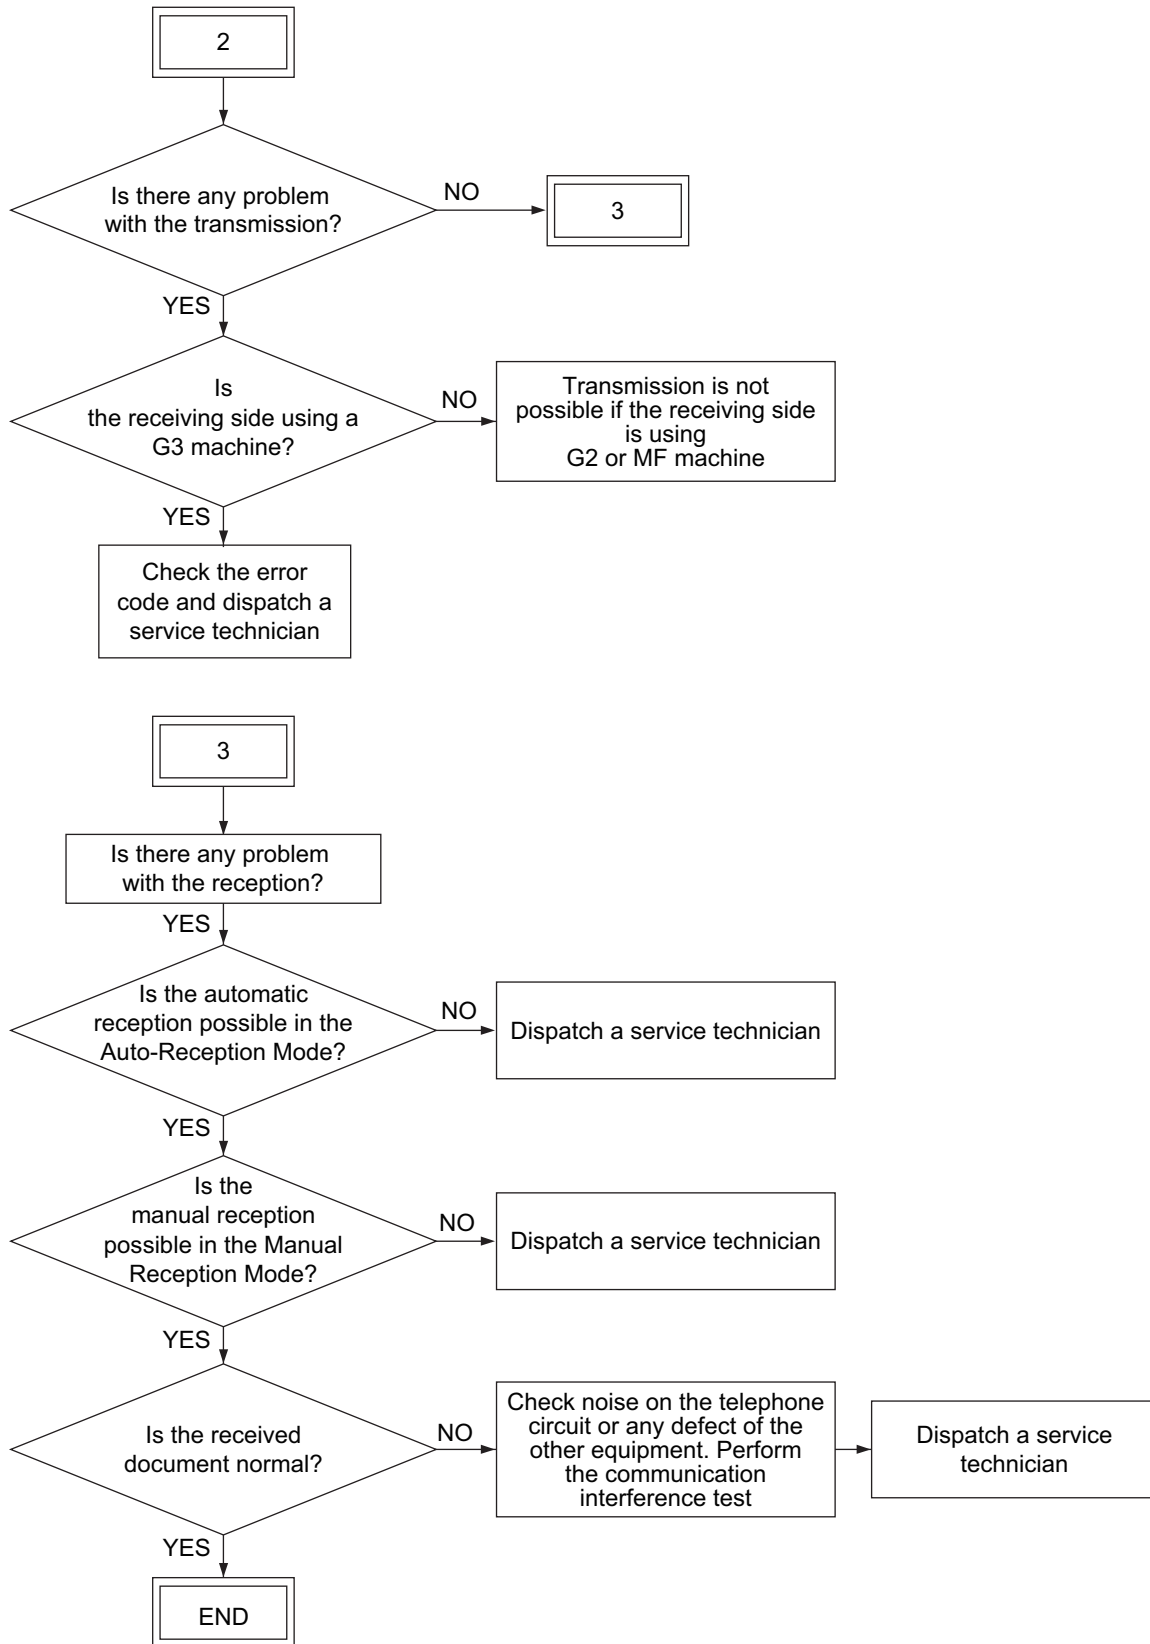 2
Is there any problem
with the transmission?
NO
3
YES
Is
the receiving side using a
G3 machine?
NO
Transmission is not
possible if the receiving side
is using
G2 or MF machine
YES
Check the error
code and dispatch a
service technician
3
Is there any problem
with the reception?
YES
Is the automatic
reception possible in the
Auto-Reception Mode?
NO
Dispatch a service technician
YES
Is the
manual reception
possible in the Manual
Reception Mode?
NO
Dispatch a service technician
YES
Is the received
document normal?
NO
Check noise on the telephone
circuit or any defect of the
other equipment. Perform
the communication
interference test
Dispatch a service
technician
YES
END